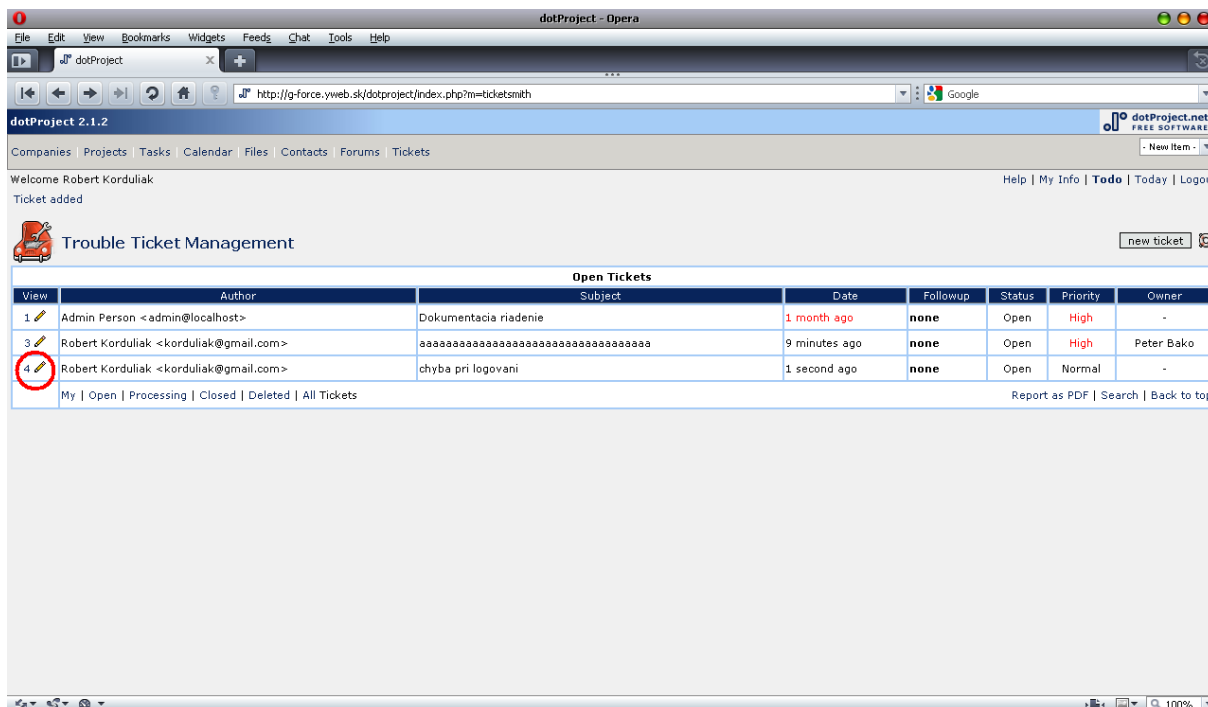 dotProject - Opera
File Edit View Bookmarks Widgets Feeds Chat Tools Help
dotProject
http://g-force.yweb.sk/dotproject/index.php?m=ticketsmith Google
dotProject 2.1.2 dotProject.net
FREE SOFTWARE
Companies Projects Tasks Calendar Files Contacts Forums Tickets - New Item -
Welcome Robert Korduliak Help | My Info | Todo | Today | Logou
Ticket added
Trouble Ticket Management new ticket
Open Tickets
View Author Subject Date Followup Status Priority Owner
1 Admin Person <admin@localhost> Dokumentacia riadenie 1 month ago none Open High -
3 Robert Korduliak <korduliak@gmail.com> aaaaaaaaaaaaaaaaaaaaaaaaaaaaaaaaaaa 9 minutes ago none Open High Peter Bako
4 Robert Korduliak <korduliak@gmail.com> chyba pri logovani 1 second ago none Open Normal -
My | Open | Processing | Closed | Deleted | All Tickets Report as PDF | Search | Back to top
100%